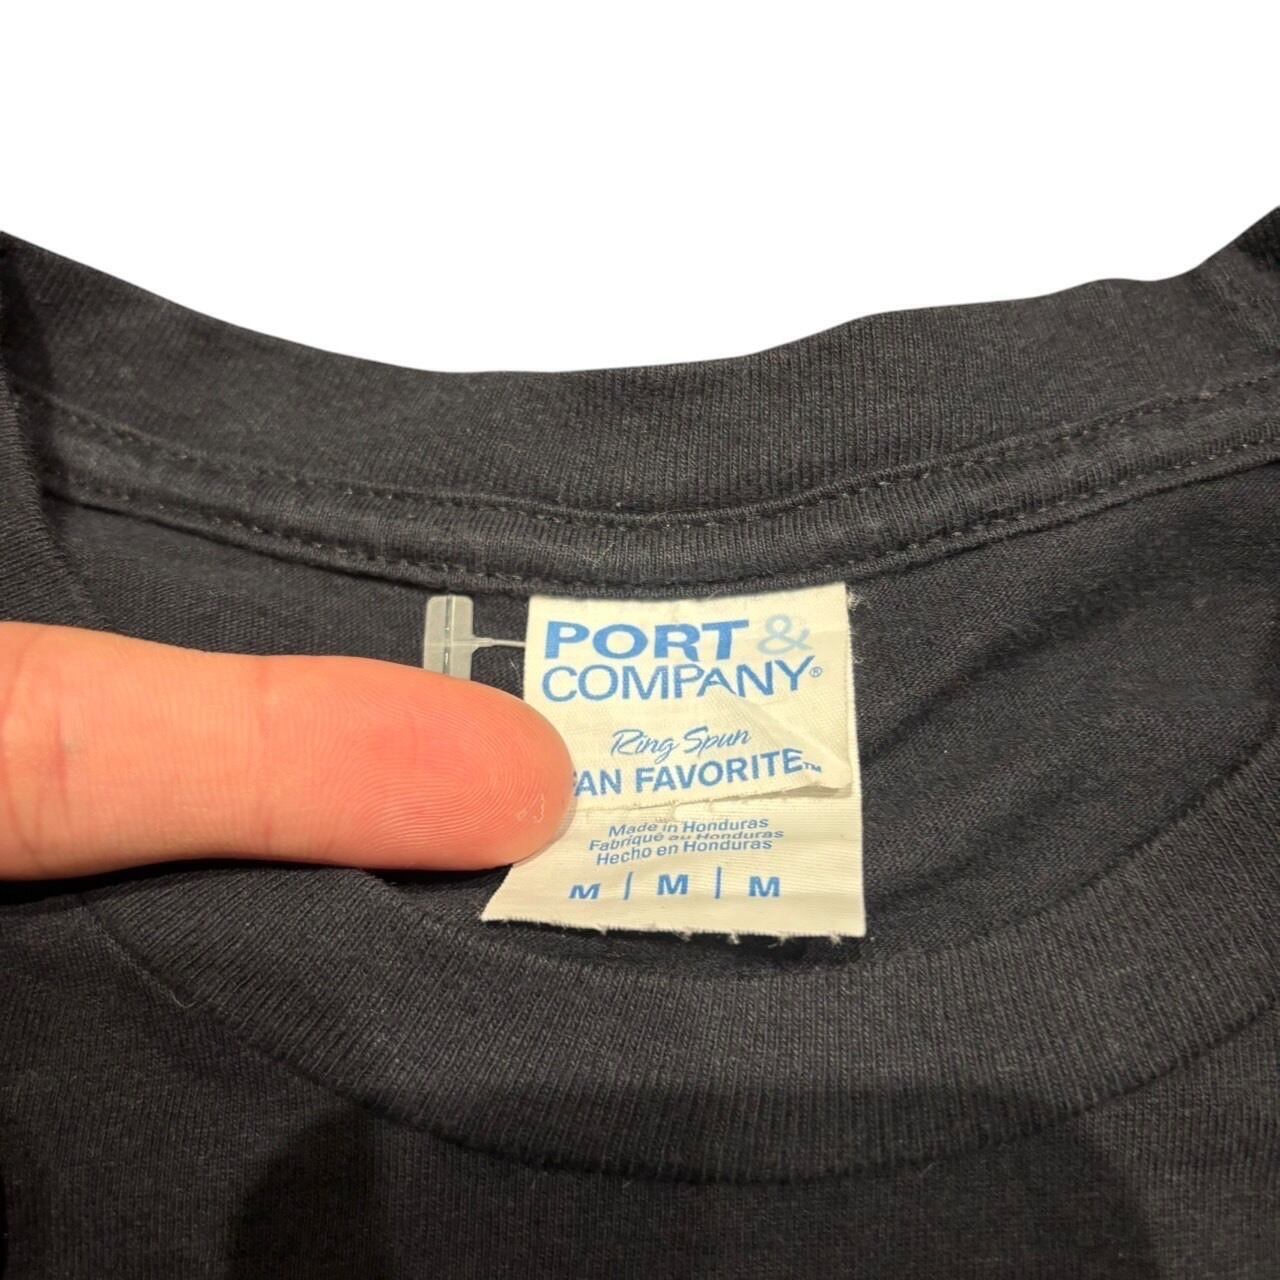 PORT &
COMPANY®
Ring Spun
FAN FAVORITE™
Made in Honduras
Fabriqué au Honduras
Hecho en Honduras
M | M | M